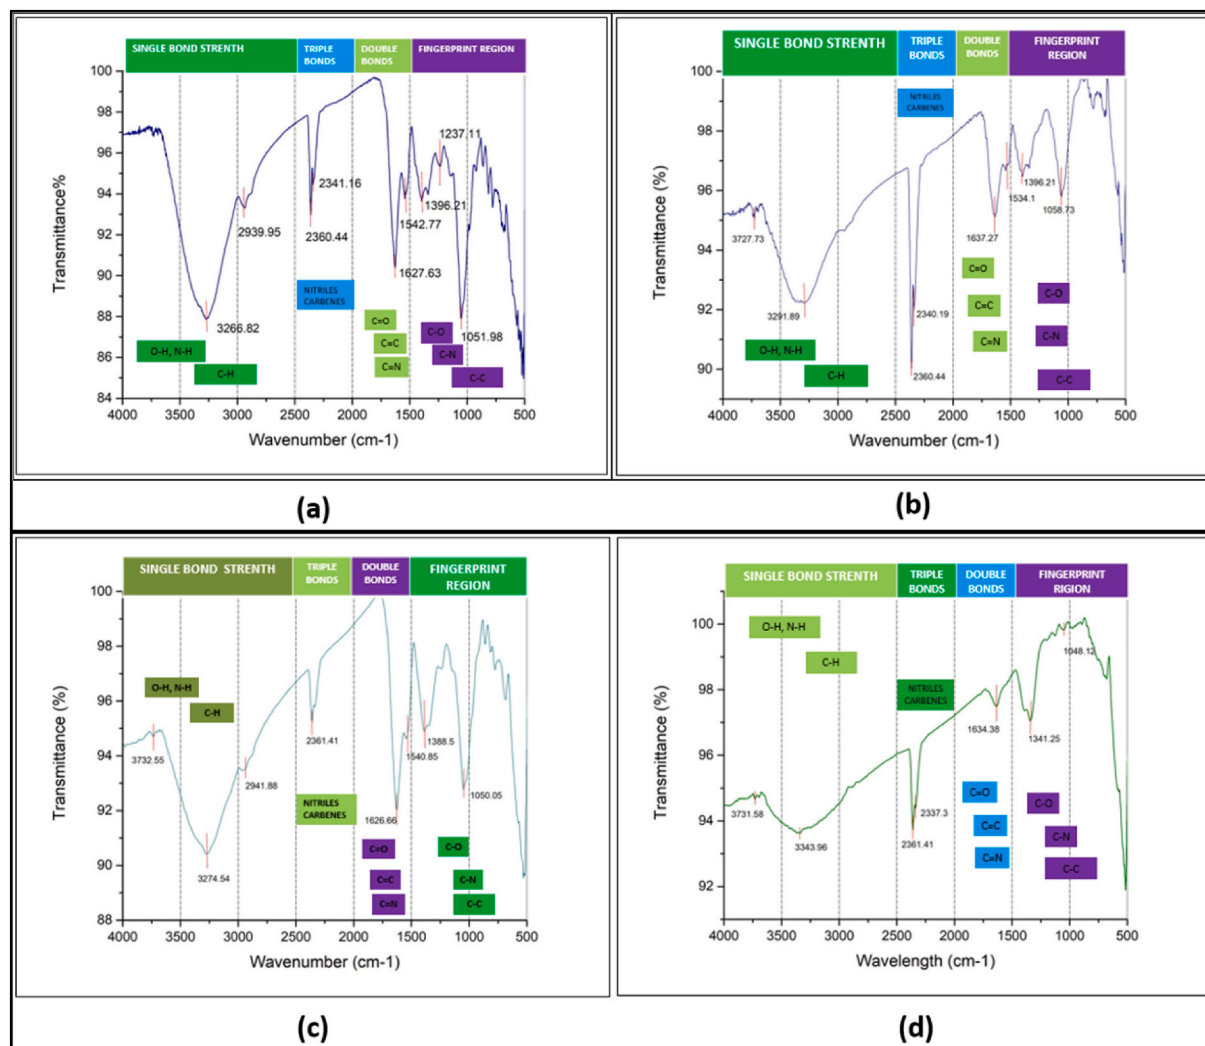 SINGLE BOND STRENTH
TRIPLE
BONDS
DOUBLE
BONDS
FINGERPRINT REGION
100
98
96
94
92
90
88
86
84
Transmittance%
1237.11
2341.16
1396.21
2939.95
1542.77
2360.44
1627.63
NITRILES
CARBENES
3266.82
C=O
C-O
1051.98
O-H, N-H
C=C
C-N
C-H
C=N
C-C
4000 3500 3000 2500 2000 1500 1000 500
Wavenumber (cm-1)
(a)
SINGLE BOND STRENTH
TRIPLE
BONDS
DOUBLE
BONDS
FINGERPRINT
REGION
NITRILES
CARBENES
100
98
96
94
92
90
Transmittance (%)
1396.21
1534.1
1058.73
3727.73
1637.27
C=O
C-O
3291.89
2340.19
C=C
C-N
O-H, N-H
C=N
C-H
2360.44
C-C
4000 3500 3000 2500 2000 1500 1000 500
Wavenumber (cm-1)
(b)
SINGLE BOND STRENTH
TRIPLE
BONDS
DOUBLE
BONDS
FINGERPRINT
REGION
100
96
94
92
90
88
Transmittance (%)
O-H, N-H
C-H
2361.41
1388.5
1540.85
3732.55
2941.88
1050.05
NITRILES
CARBENES
1626.66
C=O
C-O
3274.54
C=C
C-N
C=N
C-C
4000 3500 3000 2500 2000 1500 1000 500
Wavenumber (cm-1)
(c)
SINGLE BOND STRENTH
TRIPLE
BONDS
DOUBLE
BONDS
FINGERPRINT
RIGION
100
98
96
94
92
Transmittance (%)
O-H, N-H
C-H
1048.12
NITRILES
CARBENES
1634.38
1341.25
C=O
3731.58
2337.3
C-O
3343.96
C=C
C-N
2361.41
C=N
C-C
4000 3500 3000 2500 2000 1500 1000 500
Wavelength (cm-1)
(d)